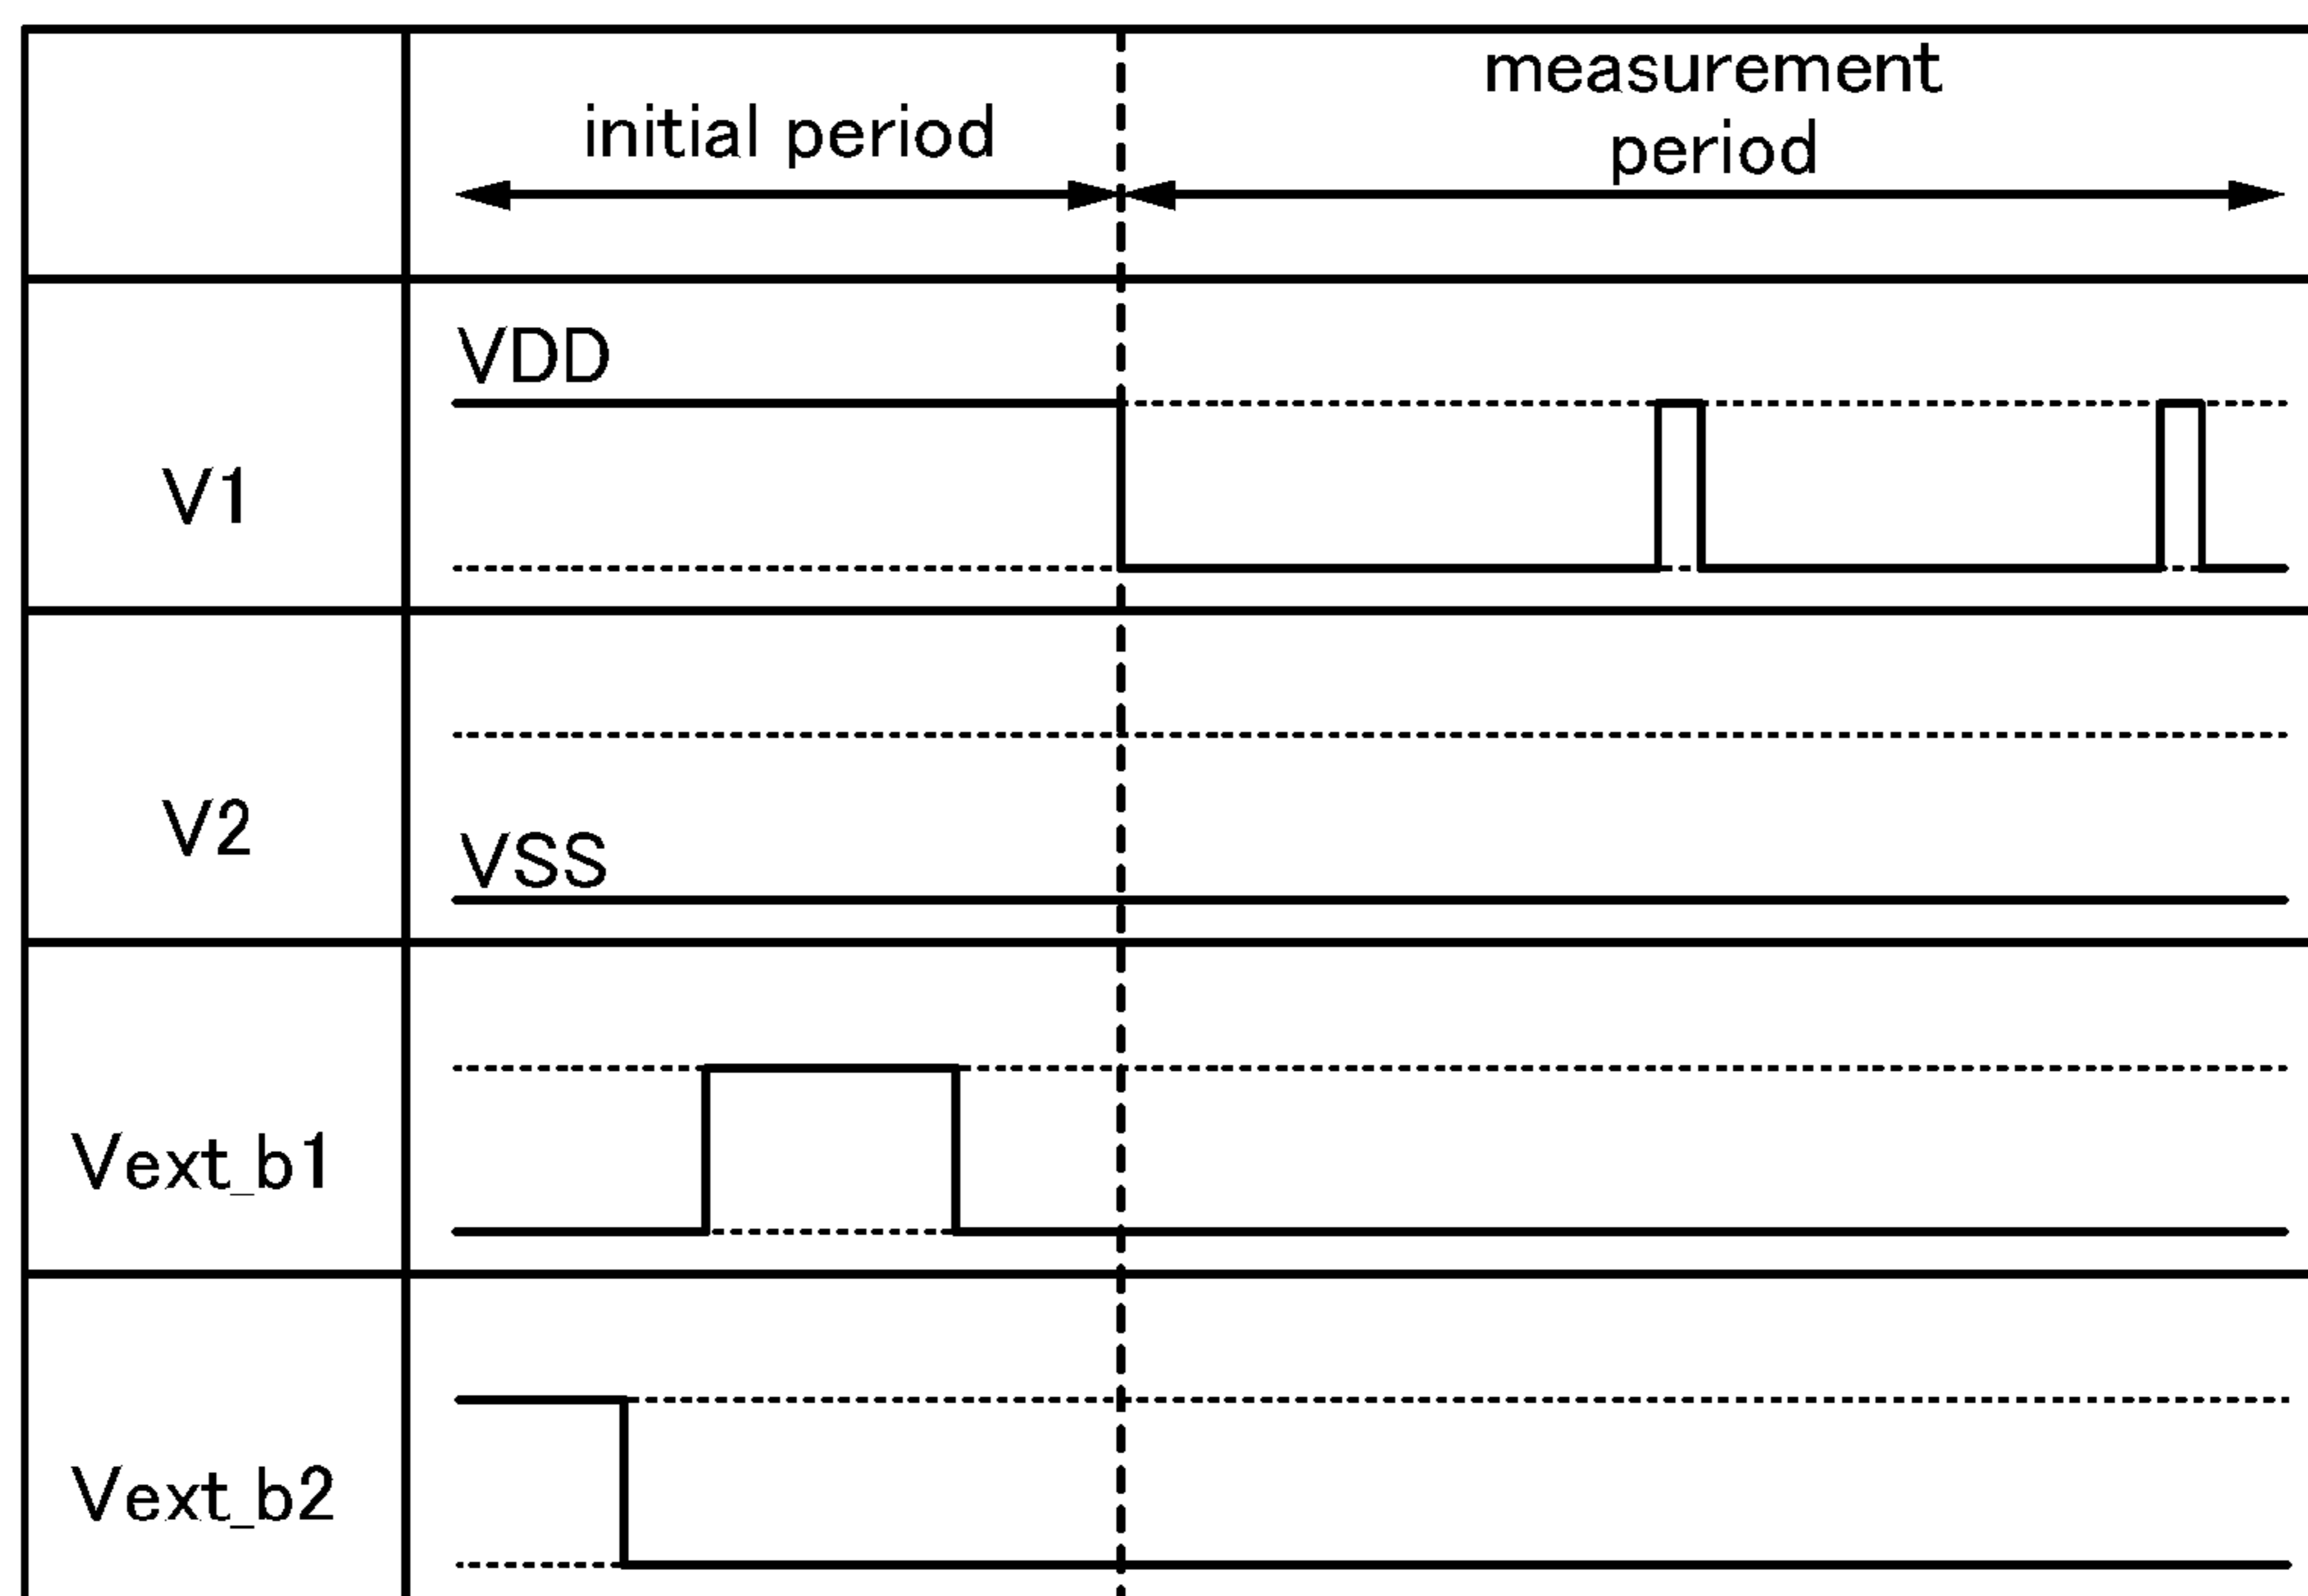 measurement
initial period
period
VDD
V1
V2
VSS
Vext_b1
Vext_b2